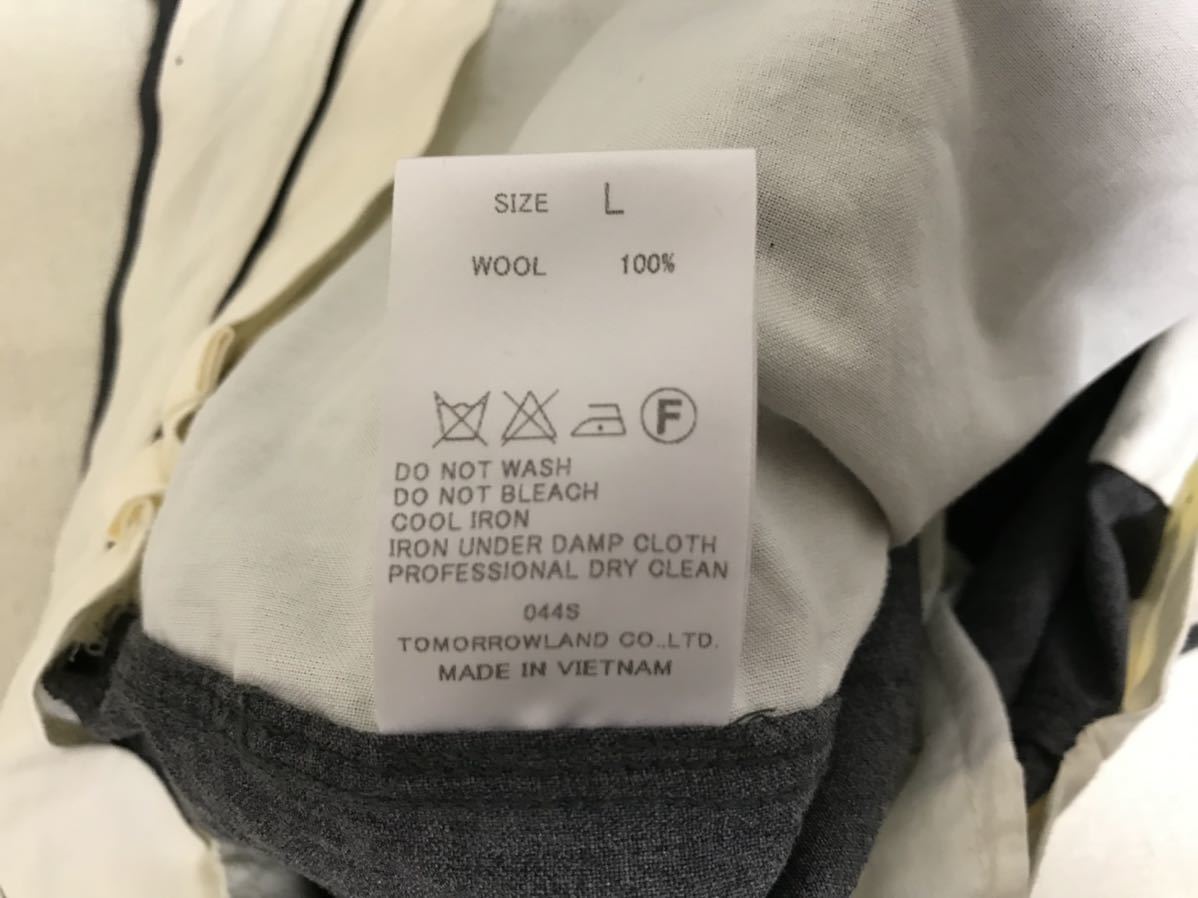 SIZE L
WOOL 100%
F
DO NOT WASH
DO NOT BLEACH
COOL IRON
IRON UNDER DAMP CLOTH
PROFESSIONAL DRY CLEAN
044S
TOMORROWLAND CO.,LTD.
MADE IN VIETNAM